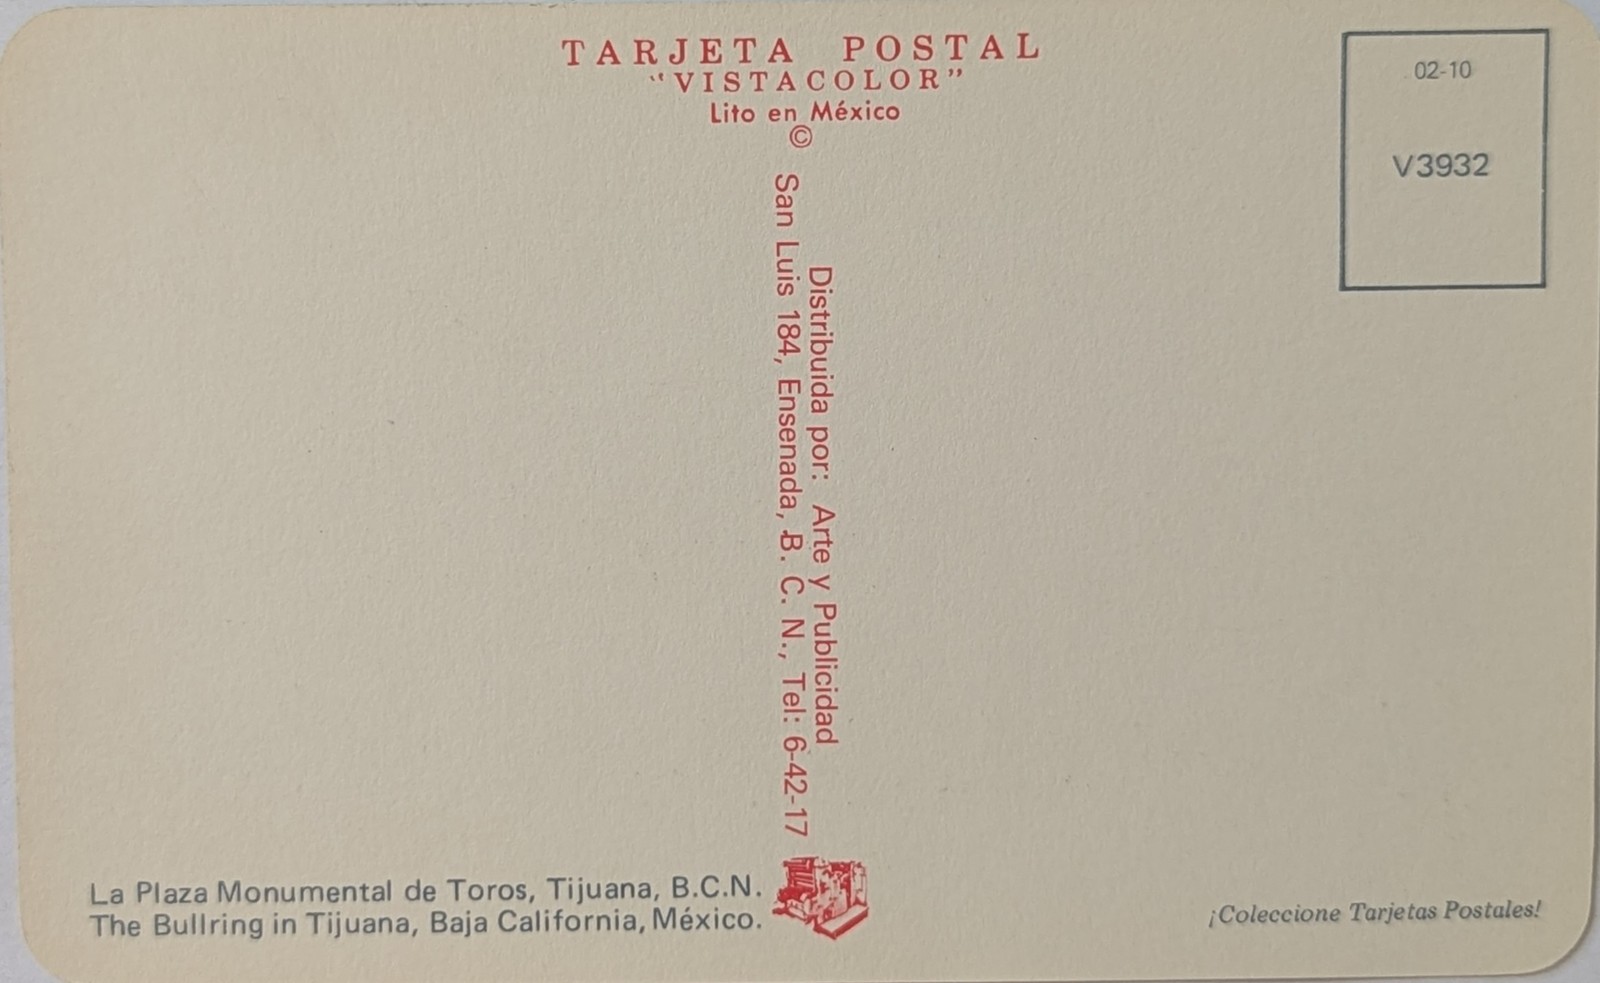 TARJETA POSTAL
"VISTACOLOR"
Lito en México
©
02-10
V3932
Distribuida por: Arte y Publicidad
San Luis 184, Ensenada, B. C. N., Tel: 6-42-17
La Plaza Monumental de Toros, Tijuana, B.C.N.
The Bullring in Tijuana, Baja California, México.
¡Coleccione Tarjetas Postales!